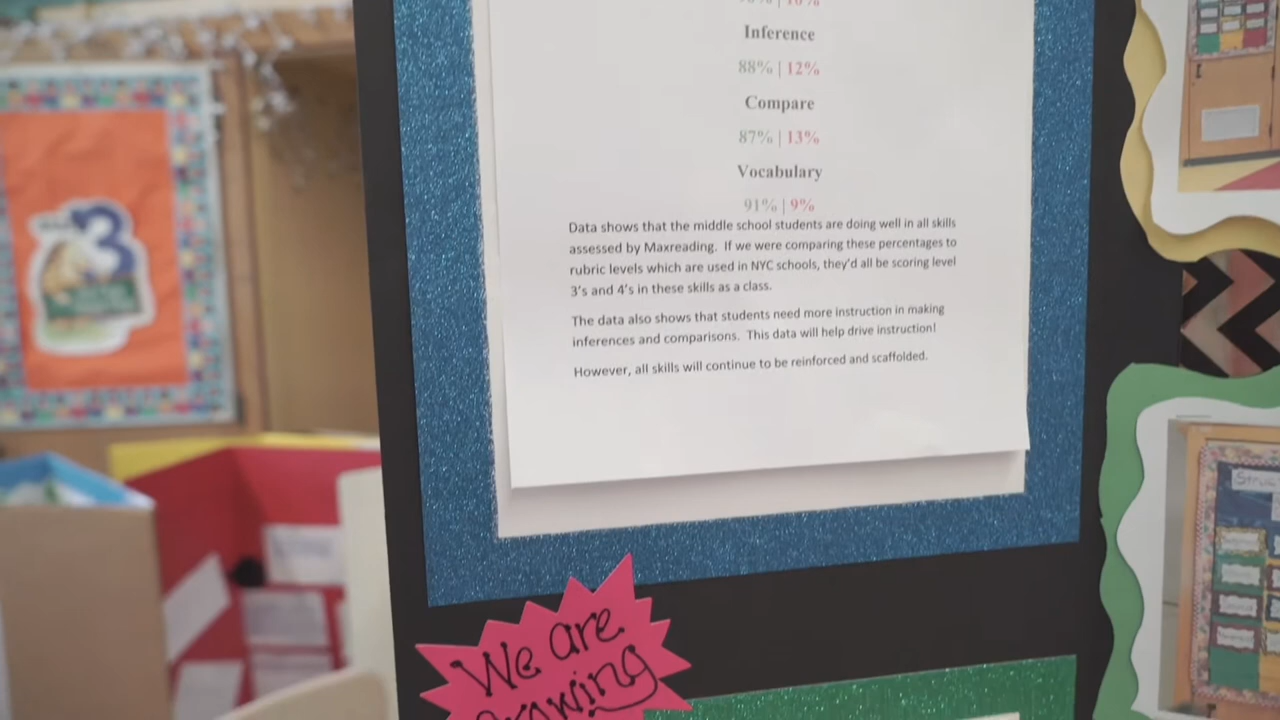 Inference
88% | 12%
Compare
87% | 13%
Vocabulary
91% | 9%
Data shows that the middle school students are doing well in all skills
assessed by Maxreading.  If we were comparing these percentages to
rubric levels which are used in NYC schools, they'd all be scoring level
3's and 4's in these skills as a class.
The data also shows that students need more instruction in making
inferences and comparisons.  This data will help drive instruction!
However, all skills will continue to be reinforced and scaffolded.
We are
growing
3